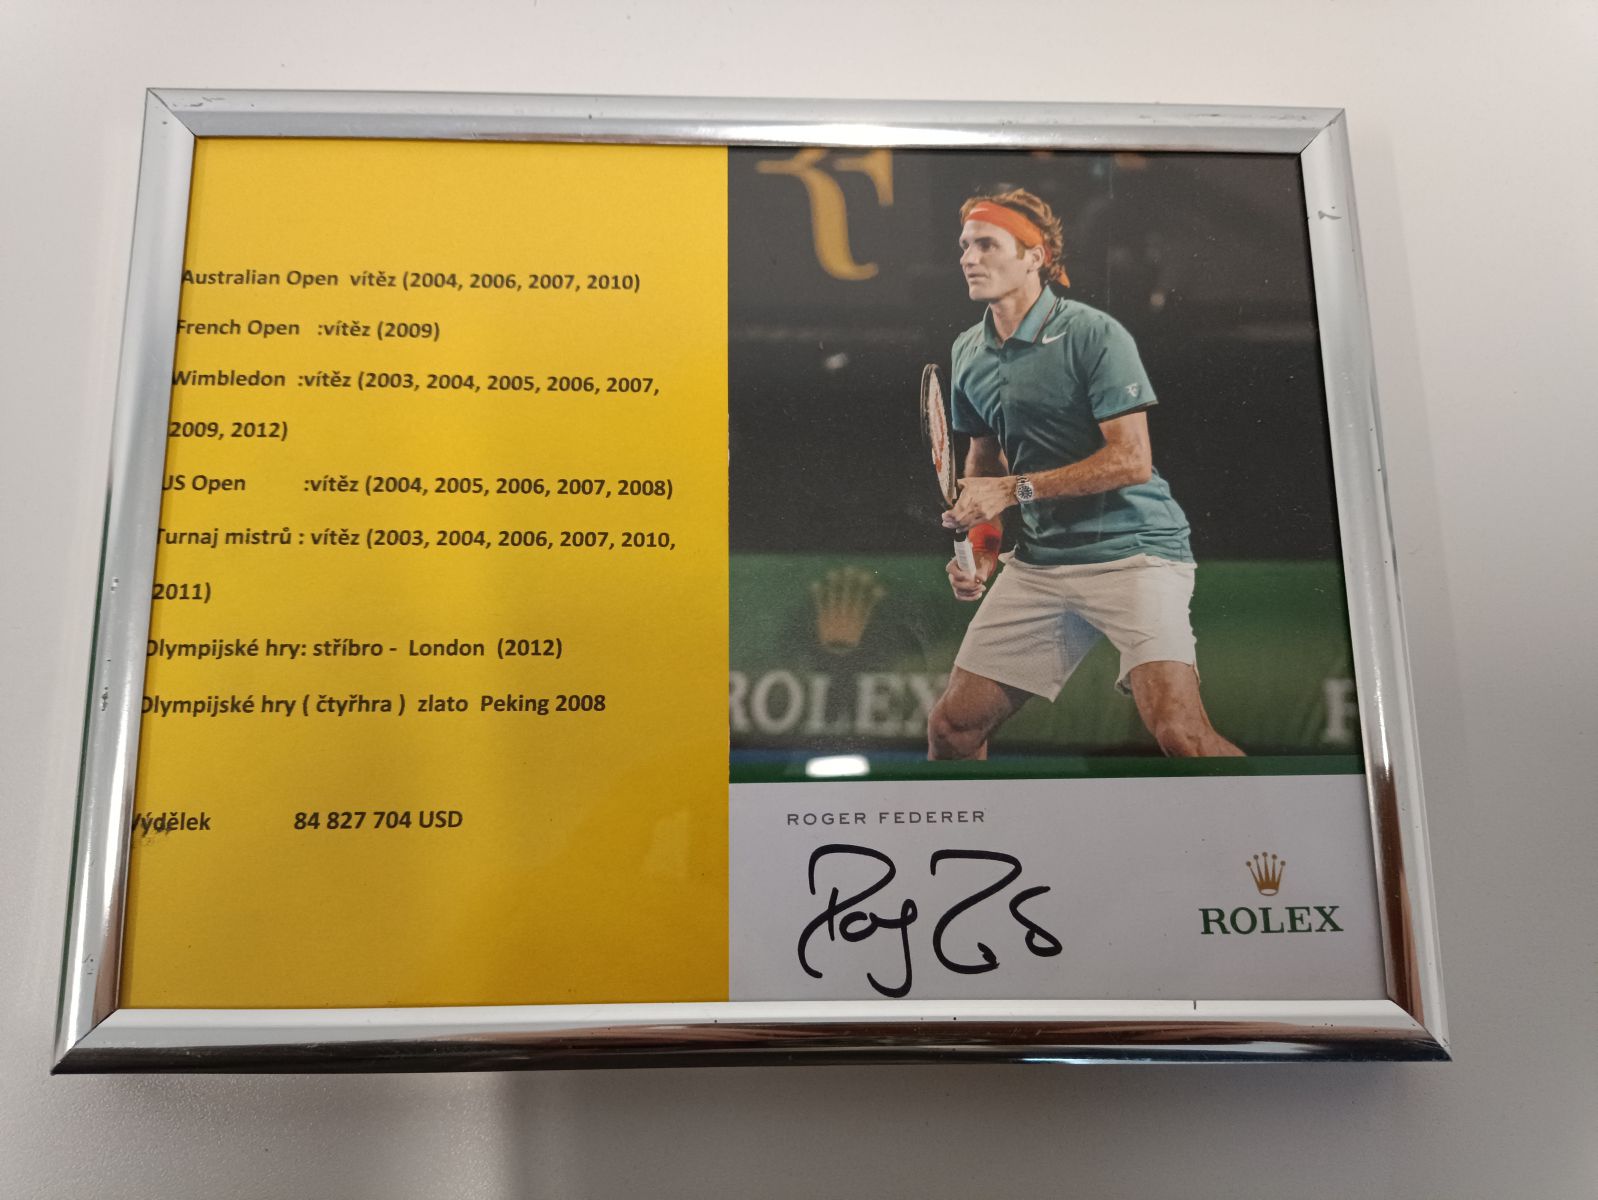 Australian Open vítěz (2004, 2006, 2007, 2010)
French Open :vítěz (2009)
Wimbledon :vítěz (2003, 2004, 2005, 2006, 2007,
2009, 2012)
US Open :vítěz (2004, 2005, 2006, 2007, 2008)
Turnaj mistrů : vítěz (2003, 2004, 2006, 2007, 2010,
2011)
Olympijské hry: stříbro - London (2012)
Olympijské hry ( čtyřhra ) zlato Peking 2008
Výdělek 84 827 704 USD
ROLEX
ROGER FEDERER
ROLEX